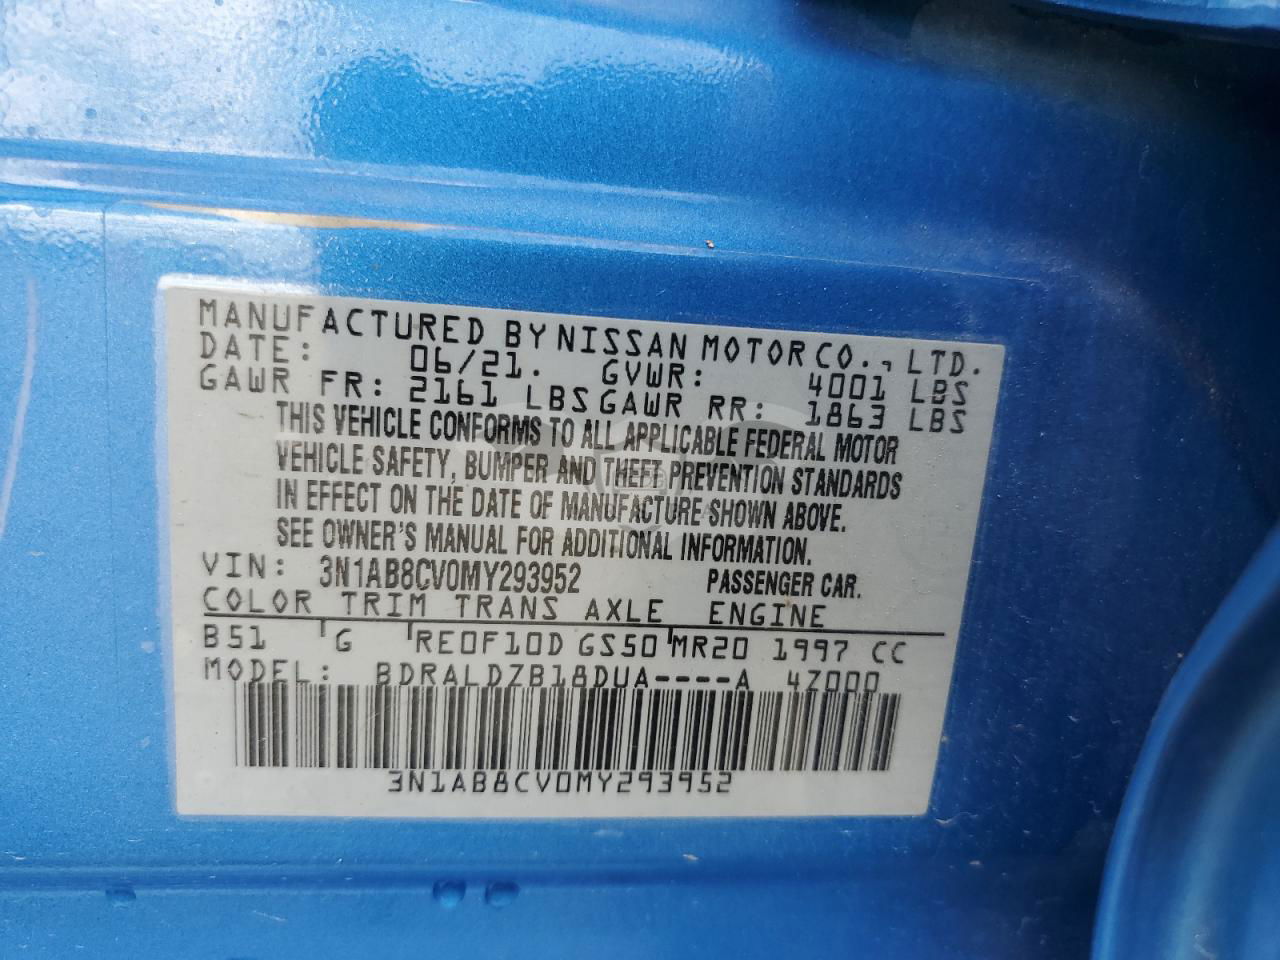 MANUFACTURED BY NISSAN MOTOR CO., LTD.
DATE: 06/21. GVWR: 4001 LBS
GAWR FR: 2161 LBS GAWR RR: 1863 LBS
THIS VEHICLE CONFORMS TO ALL APPLICABLE FEDERAL MOTOR
VEHICLE SAFETY, BUMPER AND THEFT PREVENTION STANDARDS
IN EFFECT ON THE DATE OF MANUFACTURE SHOWN ABOVE.
SEE OWNER'S MANUAL FOR ADDITIONAL INFORMATION.
VIN: 3N1AB8CV0MY293952 PASSENGER CAR.
COLOR TRIM TRANS AXLE ENGINE
B51 G RE0F10D GS50 MR20 1997 CC
MODEL: BDRALDZB18DUA----A 4Z000
3N1AB8CV0MY293952